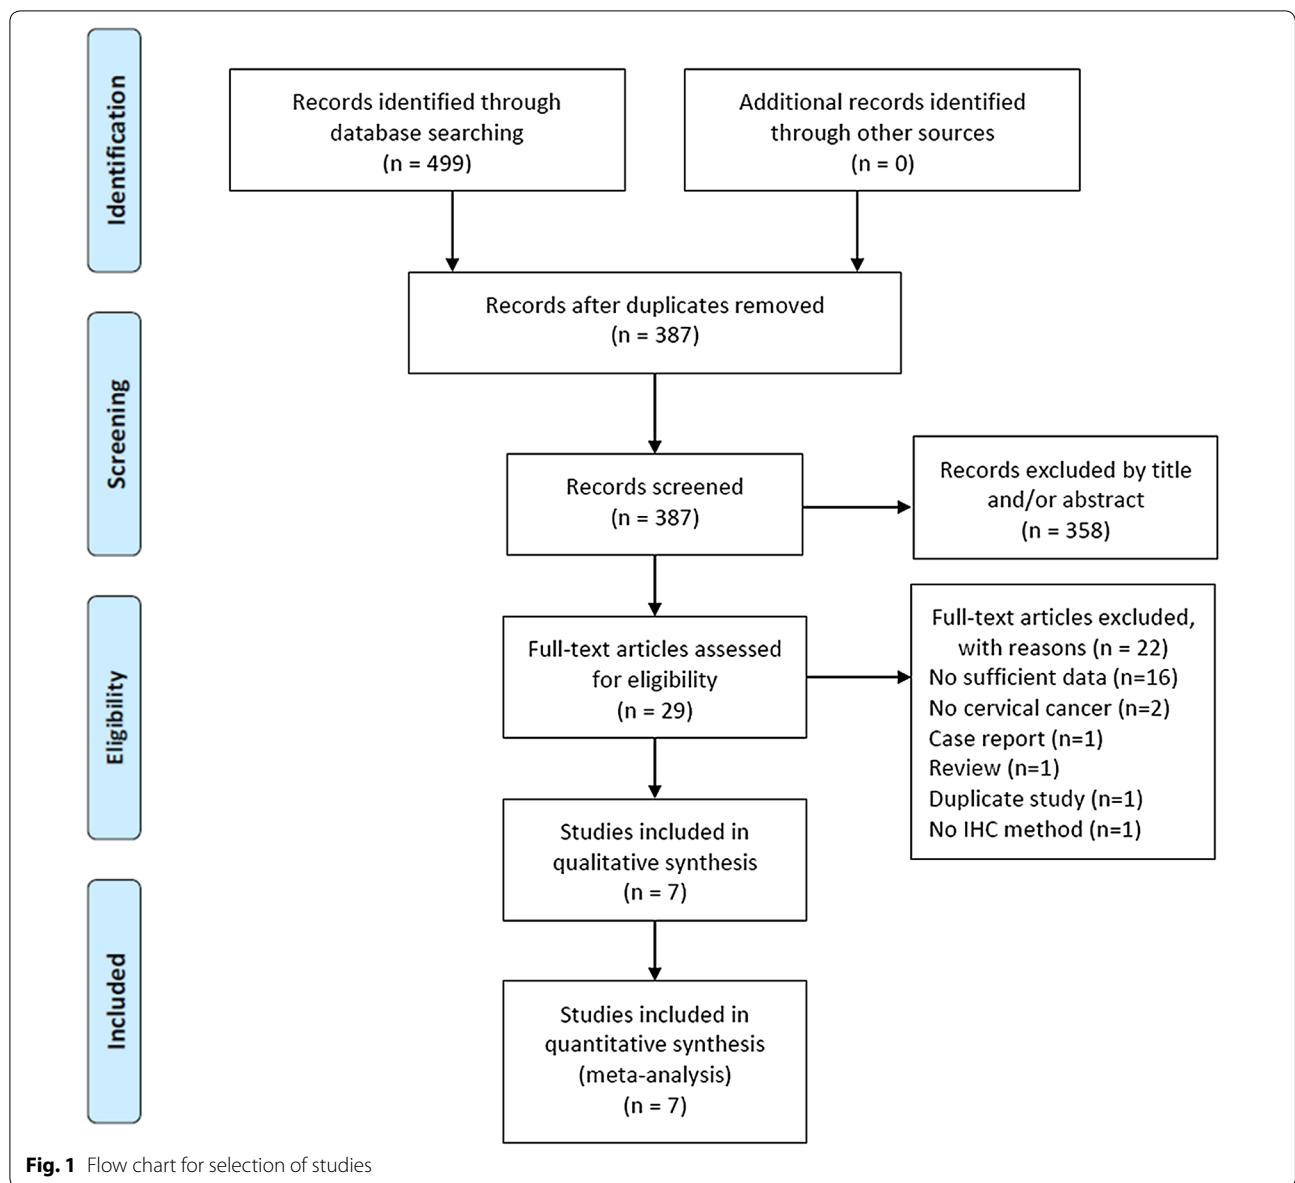 Identification
Records identified through
database searching
(n = 499)
Additional records identified
through other sources
(n = 0)
Records after duplicates removed
(n = 387)
Screening
Records screened
(n = 387)
Records excluded by title
and/or abstract
(n = 358)
Eligibility
Full-text articles assessed
for eligibility
(n = 29)
Full-text articles excluded,
with reasons (n = 22)
No sufficient data (n=16)
No cervical cancer (n=2)
Case report (n=1)
Review (n=1)
Duplicate study (n=1)
No IHC method (n=1)
Studies included in
qualitative synthesis
(n = 7)
Included
Studies included in
quantitative synthesis
(meta-analysis)
(n = 7)
Fig. 1 Flow chart for selection of studies